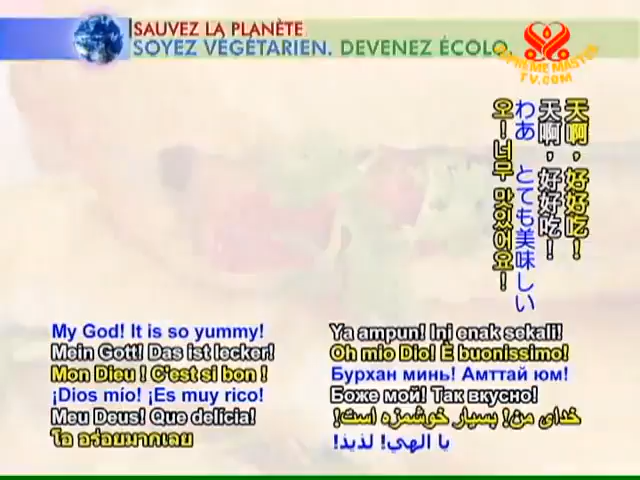 SAUVEZ LA PLANÈTE
SOYEZ VÉGÉTARIEN. DEVENEZ ÉCOLO.
SUPREME MASTER
TV.COM
天啊，好好吃！
天啊，好好吃！
わあ とても美味しい
오！너무 맛있어요！
My God! It is so yummy!
Mein Gott! Das ist lecker!
Mon Dieu ! C'est si bon !
¡Dios mío! ¡Es muy rico!
Meu Deus! Que delícia!
โอ อร่อยมากเลย
Ya ampun! Ini enak sekali!
Oh mio Dio! È buonissimo!
Бурхан минь! Амттай юм!
Боже мой! Так вкусно!
خدای من! بسیار خوشمزه است!
يا الهي! لذيذ!